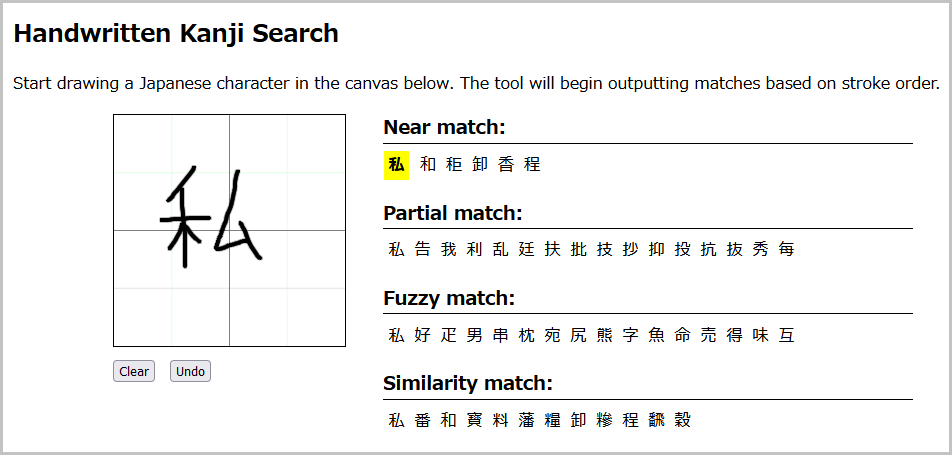 Handwritten Kanji Search
Start drawing a Japanese character in the canvas below. The tool will begin outputting matches based on stroke order.
私
Clear Undo
Near match:
私 和 秬 卸 香 程
Partial match:
私 告 我 利 乱 廷 扶 批 技 抄 抑 投 抗 抜 秀 毎
Fuzzy match:
私 好 疋 男 串 枕 宛 尻 熊 字 魚 命 売 得 味 互
Similarity match:
私 番 和 寶 料 藩 糧 卸 糝 程 飜 穀